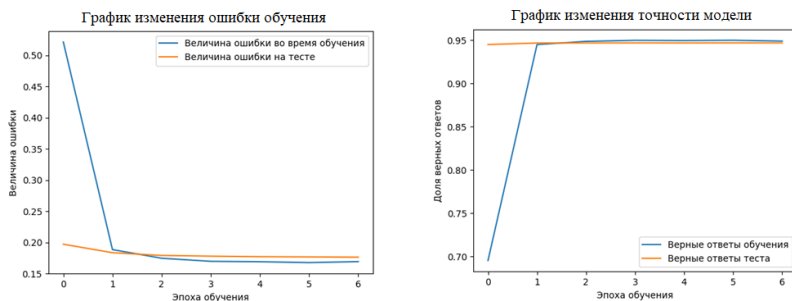 График изменения ошибки обучения
Величина ошибки
0.50
0.45
0.40
0.35
0.30
0.25
0.20
0.15
Величина ошибки во время обучения
Величина ошибки на тесте
0 1 2 3 4 5 6
Эпоха обучения
График изменения точности модели
Доля верных ответов
0.95
0.90
0.85
0.80
0.75
0.70
Верные ответы обучения
Верные ответы теста
0 1 2 3 4 5 6
Эпоха обучения